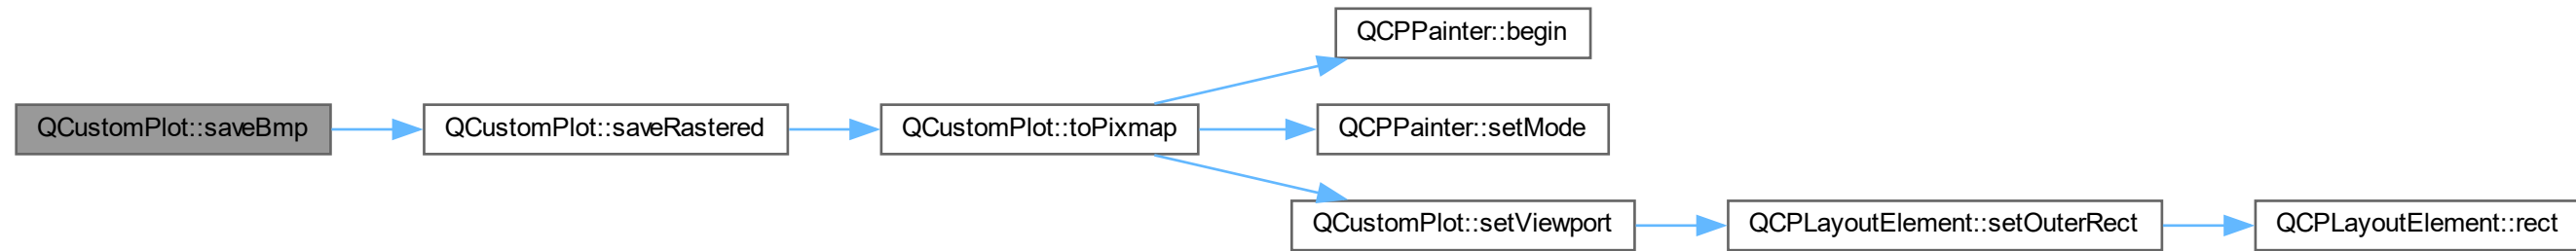 QCPPainter::begin
QCustomPlot::saveBmp
QCustomPlot::saveRastered
QCustomPlot::toPixmap
QCPPainter::setMode
QCustomPlot::setViewport
QCPLayoutElement::setOuterRect
QCPLayoutElement::rect